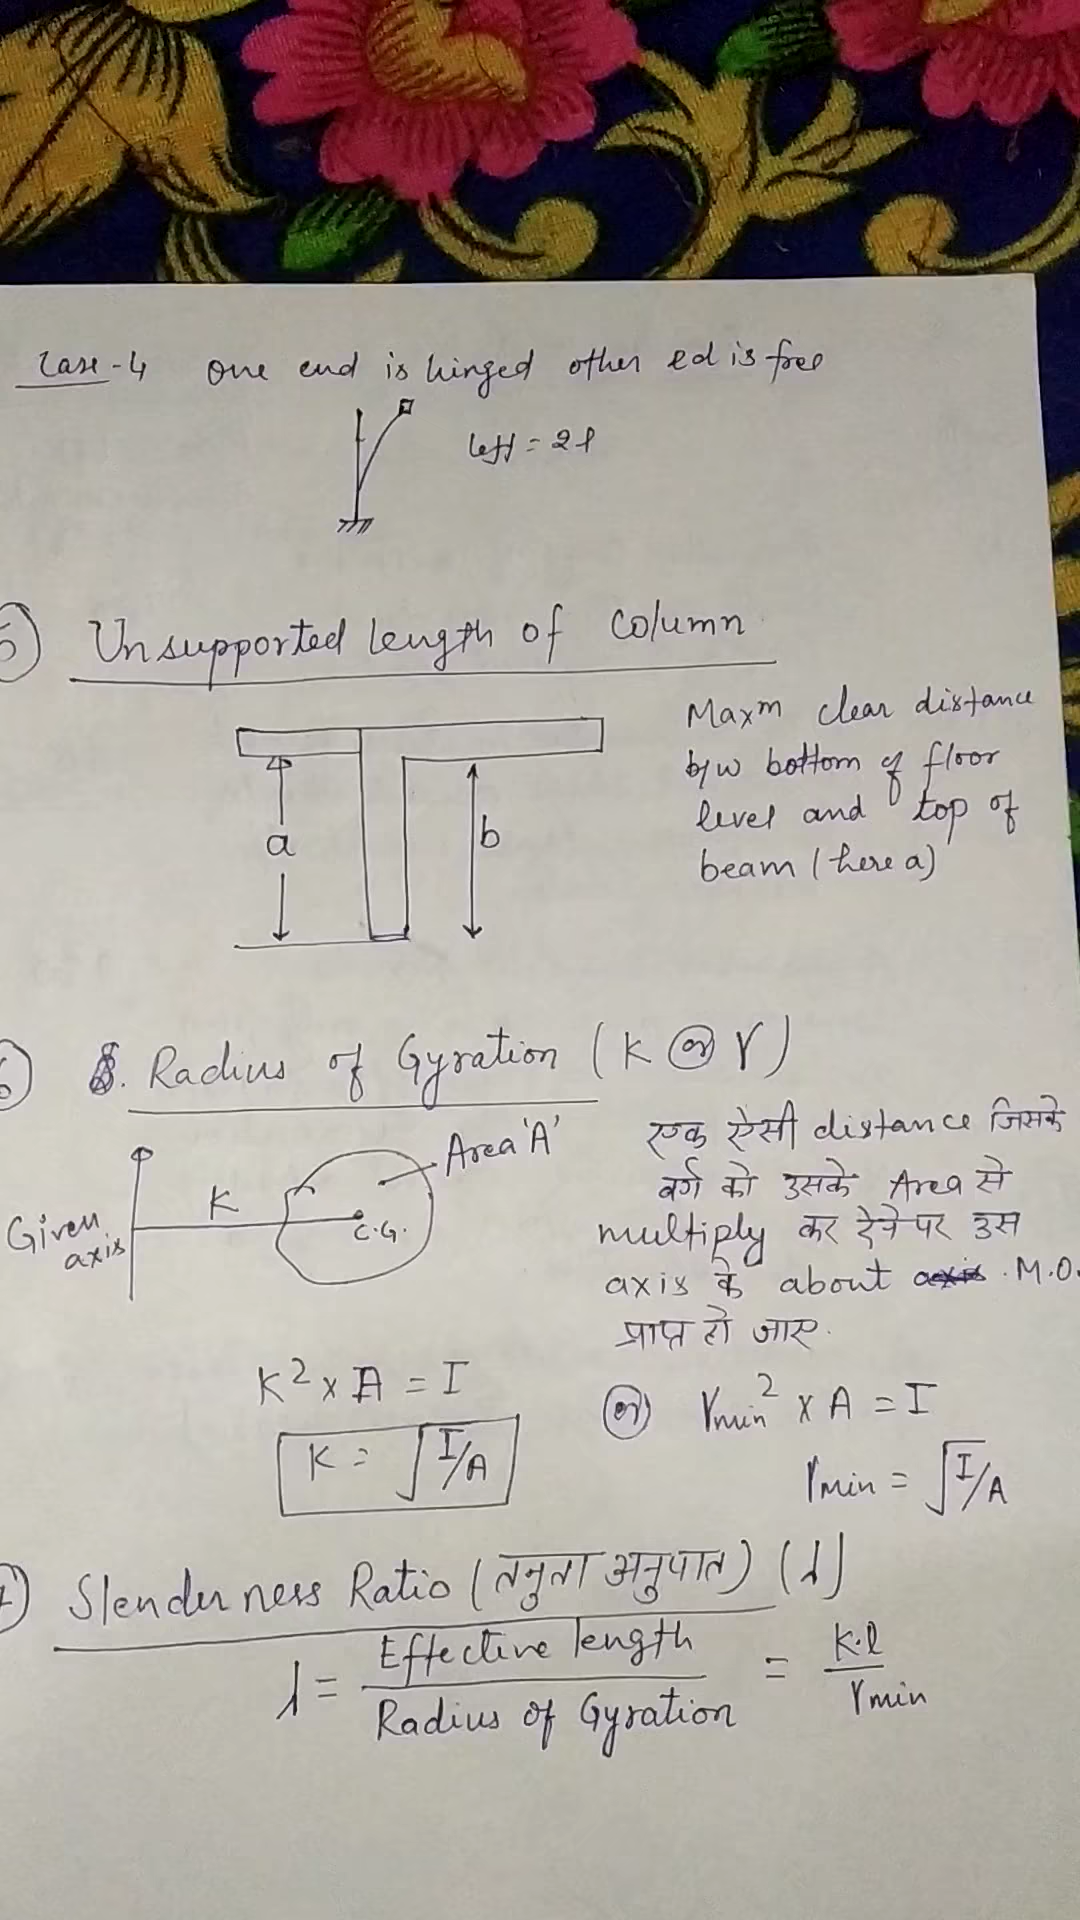 Case-4 one end is hinged other ed is free
leff = 2l
5) Unsupported length of column
Maxm clear distance
b/w bottom of floor
level and top of
beam (here a)
a
b
6) Radius of Gyration (K or r)
Area 'A'
K
Given
axis
C.G.
एक ऐसी distance जिसके
वर्ग को उसके Area से
multiply कर देने पर उस
axis के about axis M.O.
प्राप्त हो जाए.
K² x A = I
K = √I/A
or rmin² x A = I
rmin = √I/A
Slenderness Ratio (तनुता अनुपात) (λ)
λ = Effective length / Radius of Gyration = K.l / rmin